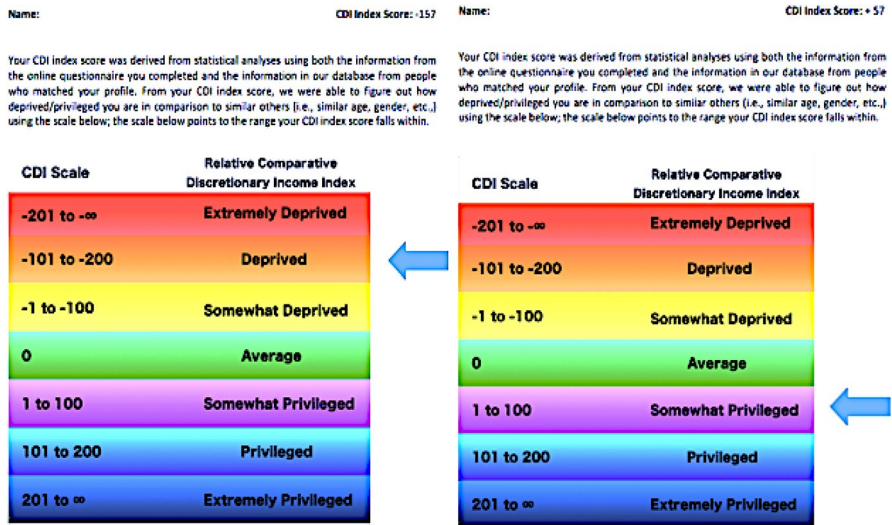 Name: CDI Index Score: -157
Your CDI index score was derived from statistical analyses using both the information from
the online questionnaire you completed and the information in our database from people
who matched your profile. From your CDI index score, we were able to figure out how
deprived/privileged you are in comparison to similar others (i.e., similar age, gender, etc.,)
using the scale below; the scale below points to the range your CDI index score falls within.
CDI Scale Relative Comparative
Discretionary Income Index
-201 to -∞ Extremely Deprived
-101 to -200 Deprived
-1 to -100 Somewhat Deprived
0 Average
1 to 100 Somewhat Privileged
101 to 200 Privileged
201 to ∞ Extremely Privileged
Name: CDI Index Score: + 57
Your CDI index score was derived from statistical analyses using both the information from
the online questionnaire you completed and the information in our database from people
who matched your profile. From your CDI index score, we were able to figure out how
deprived/privileged you are in comparison to similar others (i.e., similar age, gender, etc.,)
using the scale below; the scale below points to the range your CDI index score falls within.
CDI Scale Relative Comparative
Discretionary Income Index
-201 to -∞ Extremely Deprived
-101 to -200 Deprived
-1 to -100 Somewhat Deprived
0 Average
1 to 100 Somewhat Privileged
101 to 200 Privileged
201 to ∞ Extremely Privileged